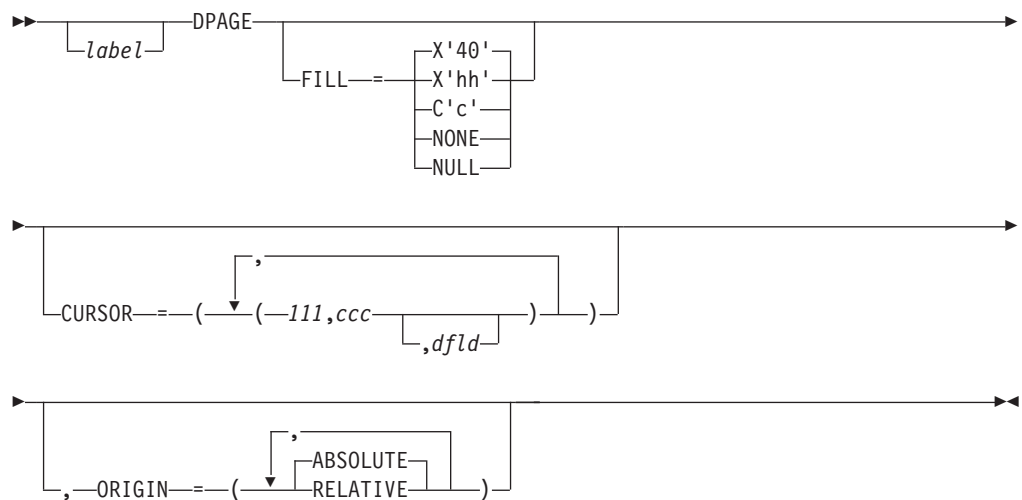 label DPAGE
FILL = X'40'
X'hh'
C'c'
NONE
NULL
,
CURSOR = ( ( 111,ccc ,dfld ) )
,
, ORIGIN = ( ABSOLUTE
RELATIVE )